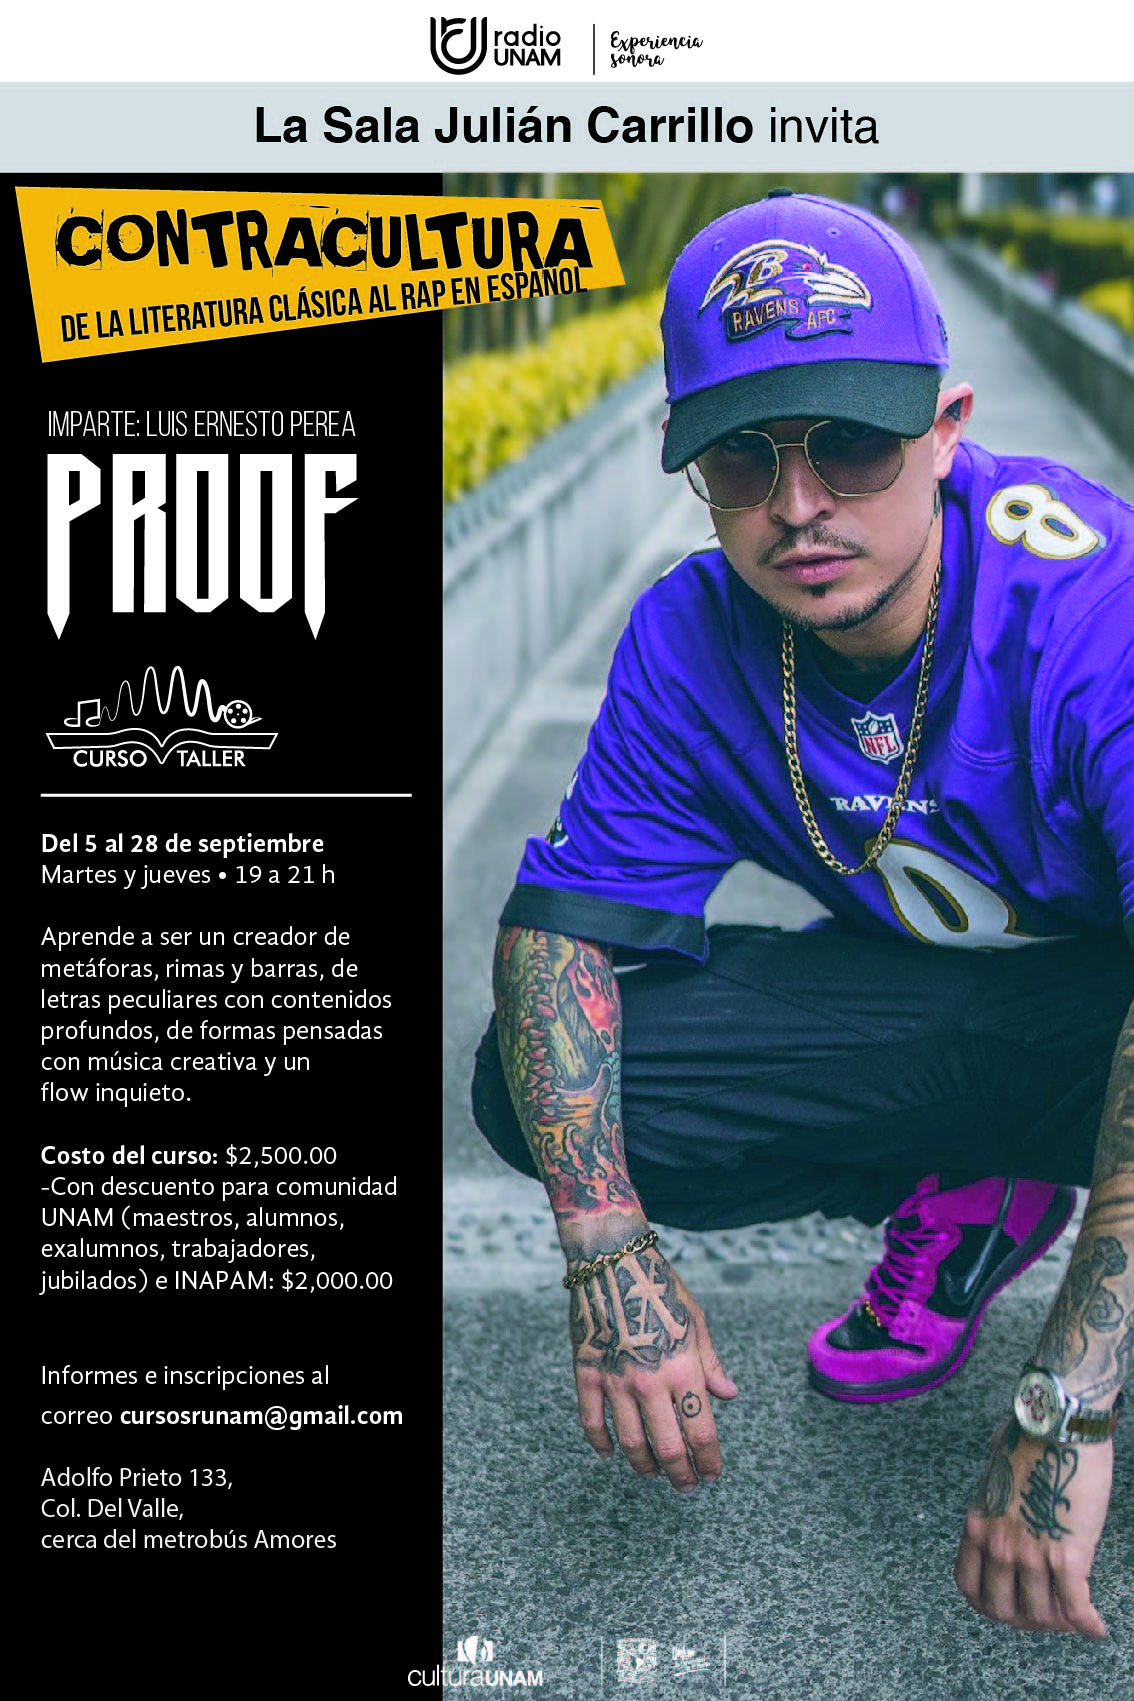 radio
UNAM
Experiencia
sonora
La Sala Julián Carrillo invita
CONTRACULTURA
DE LA LITERATURA CLÁSICA AL RAP EN ESPAÑOL
IMPARTE: LUIS ERNESTO PEREA
PROOF
CURSO TALLER
Del 5 al 28 de septiembre
Martes y jueves • 19 a 21 h
Aprende a ser un creador de
metáforas, rimas y barras, de
letras peculiares con contenidos
profundos, de formas pensadas
con música creativa y un
flow inquieto.
Costo del curso: $2,500.00
-Con descuento para comunidad
UNAM (maestros, alumnos,
exalumnos, trabajadores,
jubilados) e INAPAM: $2,000.00
Informes e inscripciones al
correo cursosrunam@gmail.com
Adolfo Prieto 133,
Col. Del Valle,
cerca del metrobús Amores
B
RAVENS AFC
8
NFL
RAVENS
culturaUNAM